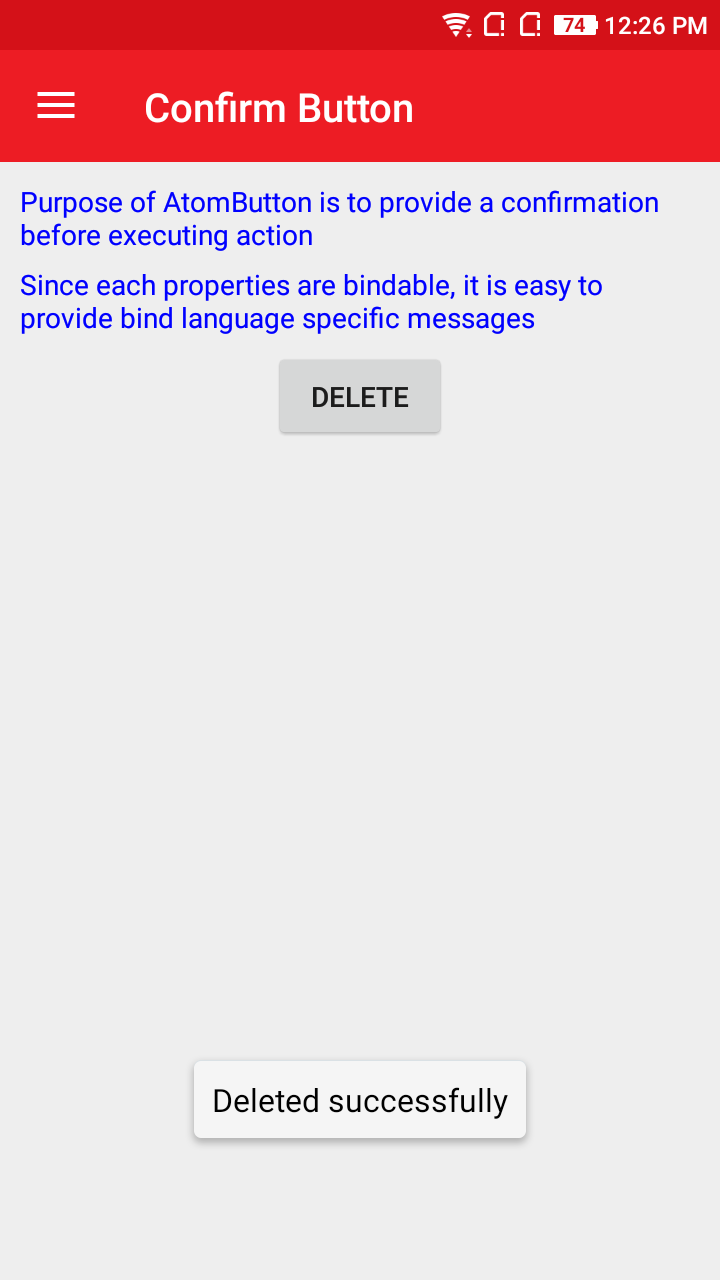 74 12:26 PM
Confirm Button
Purpose of AtomButton is to provide a confirmation
before executing action
Since each properties are bindable, it is easy to
provide bind language specific messages
DELETE
Deleted successfully